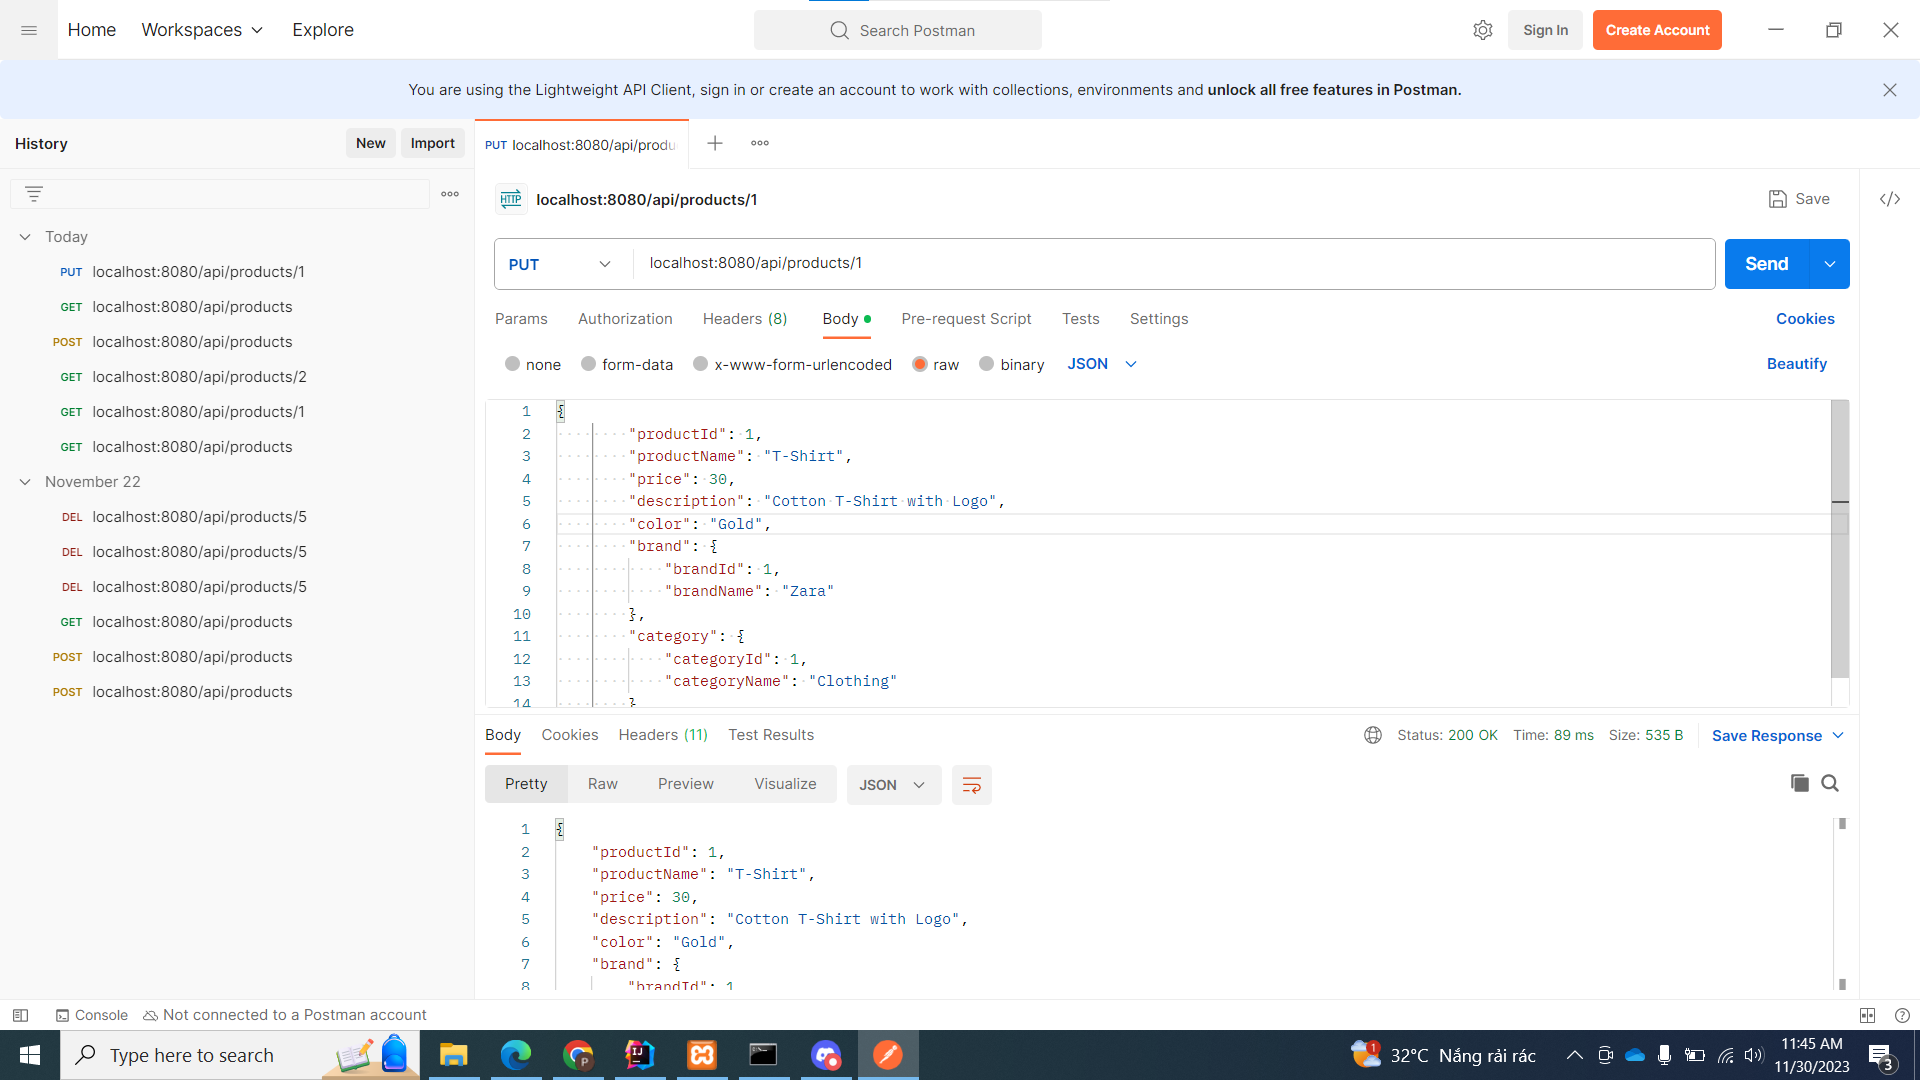 Home
Workspaces
Explore
Search Postman
Sign In
Create Account
You are using the Lightweight API Client, sign in or create an account to work with collections, environments and unlock all free features in Postman.
History
New
Import
PUT localhost:8080/api/produ
HTTP localhost:8080/api/products/1
Save
Today
PUT localhost:8080/api/products/1
GET localhost:8080/api/products
POST localhost:8080/api/products
GET localhost:8080/api/products/2
GET localhost:8080/api/products/1
GET localhost:8080/api/products
November 22
DEL localhost:8080/api/products/5
DEL localhost:8080/api/products/5
DEL localhost:8080/api/products/5
GET localhost:8080/api/products
POST localhost:8080/api/products
POST localhost:8080/api/products
PUT
localhost:8080/api/products/1
Send
Params
Authorization
Headers (8)
Body
Pre-request Script
Tests
Settings
Cookies
none
form-data
x-www-form-urlencoded
raw
binary
JSON
Beautify
1 {
2 "productId": 1,
3 "productName": "T-Shirt",
4 "price": 30,
5 "description": "Cotton T-Shirt with Logo",
6 "color": "Gold",
7 "brand": {
8 "brandId": 1,
9 "brandName": "Zara"
10 },
11 "category": {
12 "categoryId": 1,
13 "categoryName": "Clothing"
14 }
Body
Cookies
Headers (11)
Test Results
Status: 200 OK
Time: 89 ms
Size: 535 B
Save Response
Pretty
Raw
Preview
Visualize
JSON
1 {
2 "productId": 1,
3 "productName": "T-Shirt",
4 "price": 30,
5 "description": "Cotton T-Shirt with Logo",
6 "color": "Gold",
7 "brand": {
8 "brandId": 1
Console
Not connected to a Postman account
Type here to search
1
32°C Nắng rải rác
11:45 AM
11/30/2023
3